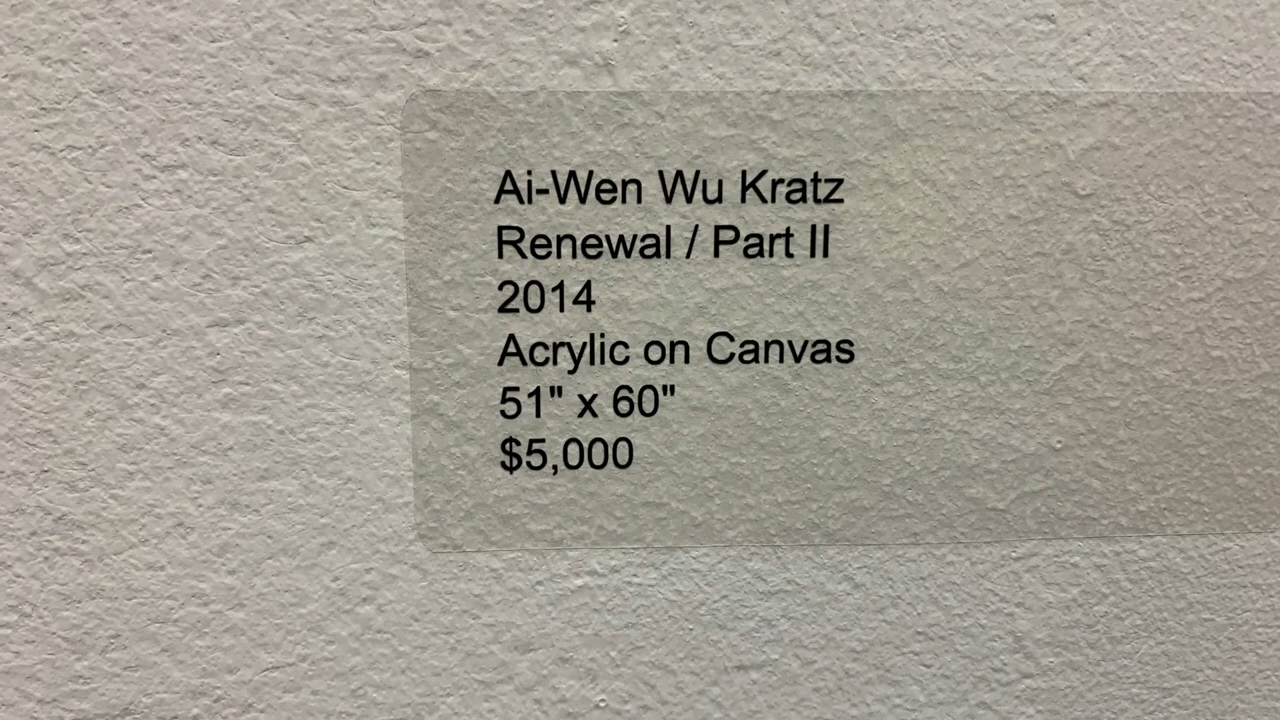 Ai-Wen Wu Kratz
Renewal / Part II
2014
Acrylic on Canvas
51" x 60"
$5,000